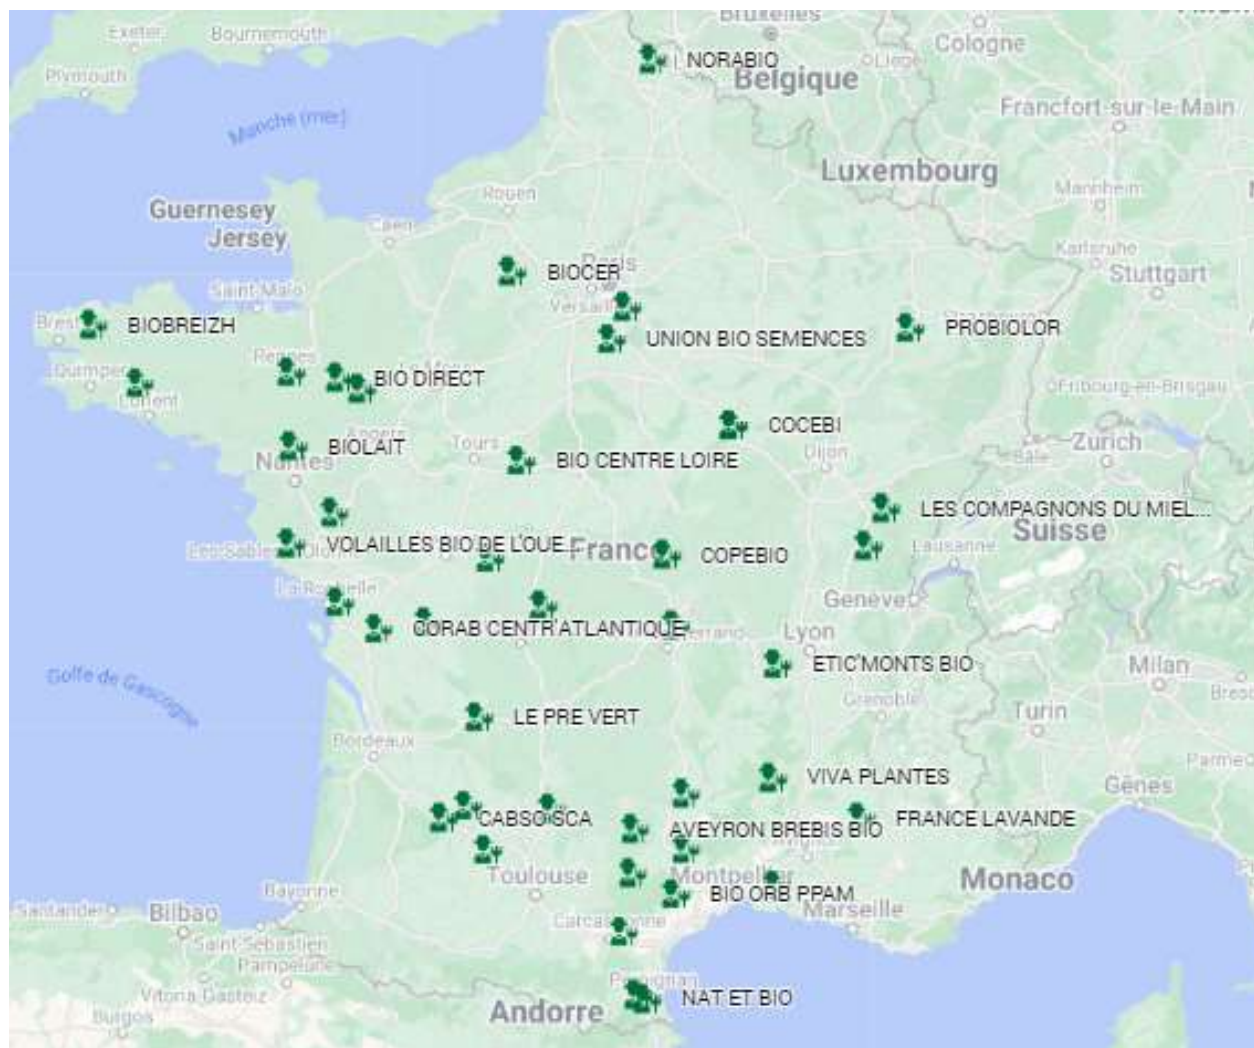 Bruxelles
Exeter
Bournemouth
Cologne
NORABIO
Liège
Plymouth
Belgique
Francfort-sur-le-Main
Manche (mer)
Luxembourg
Mannheim
Rouen
Guernesey
Jersey
Caen
Karlsruhe
Stuttgart
BIOCER
Paris
Saint-Malo
Brest
BIOBREIZH
UNION BIO SEMENCES
PROBIOLOR
Rennes
Quimper
BIO DIRECT
Fribourg-en-Brisgau
Lorient
COCEBI
Angers
Tours
BIOLAIT
Zurich
Bâle
Dijon
Nantes
BIO CENTRE LOIRE
LES COMPAGNONS DU MIEL...
Suisse
VOLAILLES BIO DE L'OUE...
France
COPEBIO
Lausanne
La Rochelle
Genève
CORAB CENTR'ATLANTIQUE
Lyon
ETIC'MONTS BIO
Milan
Golfe de Gascogne
Grenoble
Turin
LE PRE VERT
Bordeaux
VIVA PLANTES
Gênes
CABSO SCA
AVEYRON BREBIS BIO
FRANCE LAVANDE
Toulouse
Montpellier
Monaco
Bayonne
BIO ORB PPAM
Marseille
Santander
Bilbao
Carcassonne
Saint-Sébastien
Pampelune
Perpignan
Vitoria-Gasteiz
NAT ET BIO
Andorre
Burgos